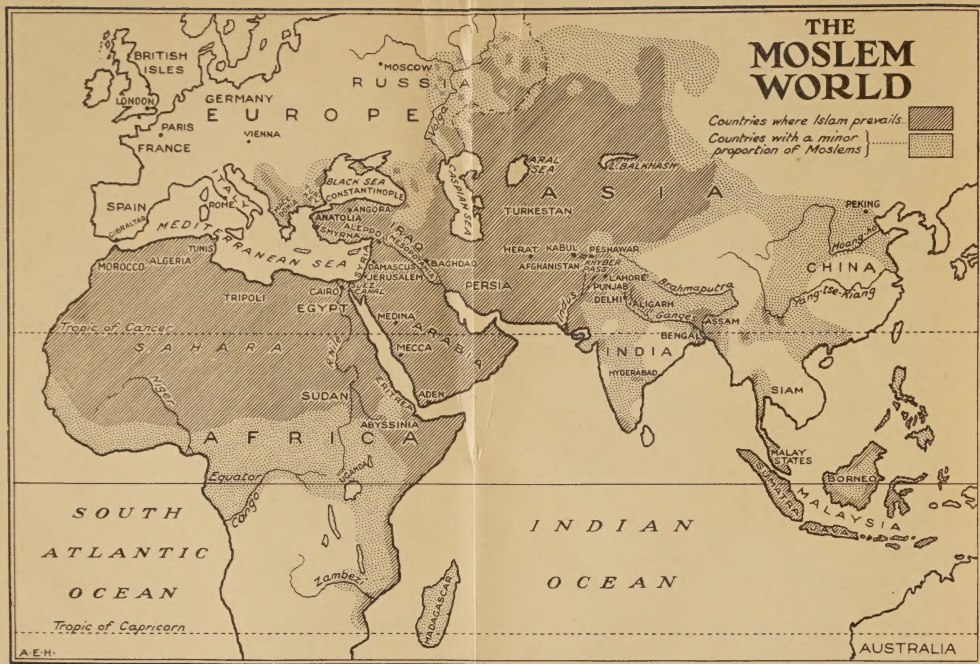 THE
MOSLEM
WORLD
Countries where Islam prevails
Countries with a minor
proportion of Moslems
BRITISH
ISLES
LONDON
GERMANY
EUROPE
MOSCOW
RUSSIA
Volga
PARIS
FRANCE
VIENNA
SPAIN
GIBRALTAR
ITALY
ROME
MEDITERRANEAN SEA
BLACK SEA
CONSTANTINOPLE
ANGORA
ANATOLIA
SMYRNA
ALEPPO
SYRIA
DAMASCUS
JERUSALEM
SUEZ
CANAL
IRAQ
MESOPOTAMIA
BAGHDAD
CASPIAN SEA
ARAL
SEA
L. BALKHASH
ASIA
TURKESTAN
HERAT
KABUL
AFGHANISTAN
PESHAWAR
KHYBER
PASS
LAHORE
PUNJAB
DELHI
ALIGARH
PERSIA
Indus
Brahmaputra
Ganges
ASSAM
BENGAL
INDIA
HYDERABAD
PEKING
Hoang-ho
CHINA
Yang-tse-Kiang
SIAM
MALAY
STATES
SUMATRA
BORNEO
MALAYSIA
JAVA
MOROCCO
ALGERIA
TUNIS
TRIPOLI
CAIRO
EGYPT
Tropic of Cancer
SAHARA
R. Nile
MEDINA
MECCA
ARABIA
ADEN
ERITREA
SUDAN
ABYSSINIA
Niger
AFRICA
UGANDA
Equator
Congo
Zambezi
MADAGASCAR
SOUTH
ATLANTIC
OCEAN
INDIAN
OCEAN
Tropic of Capricorn
A·E·H·
AUSTRALIA